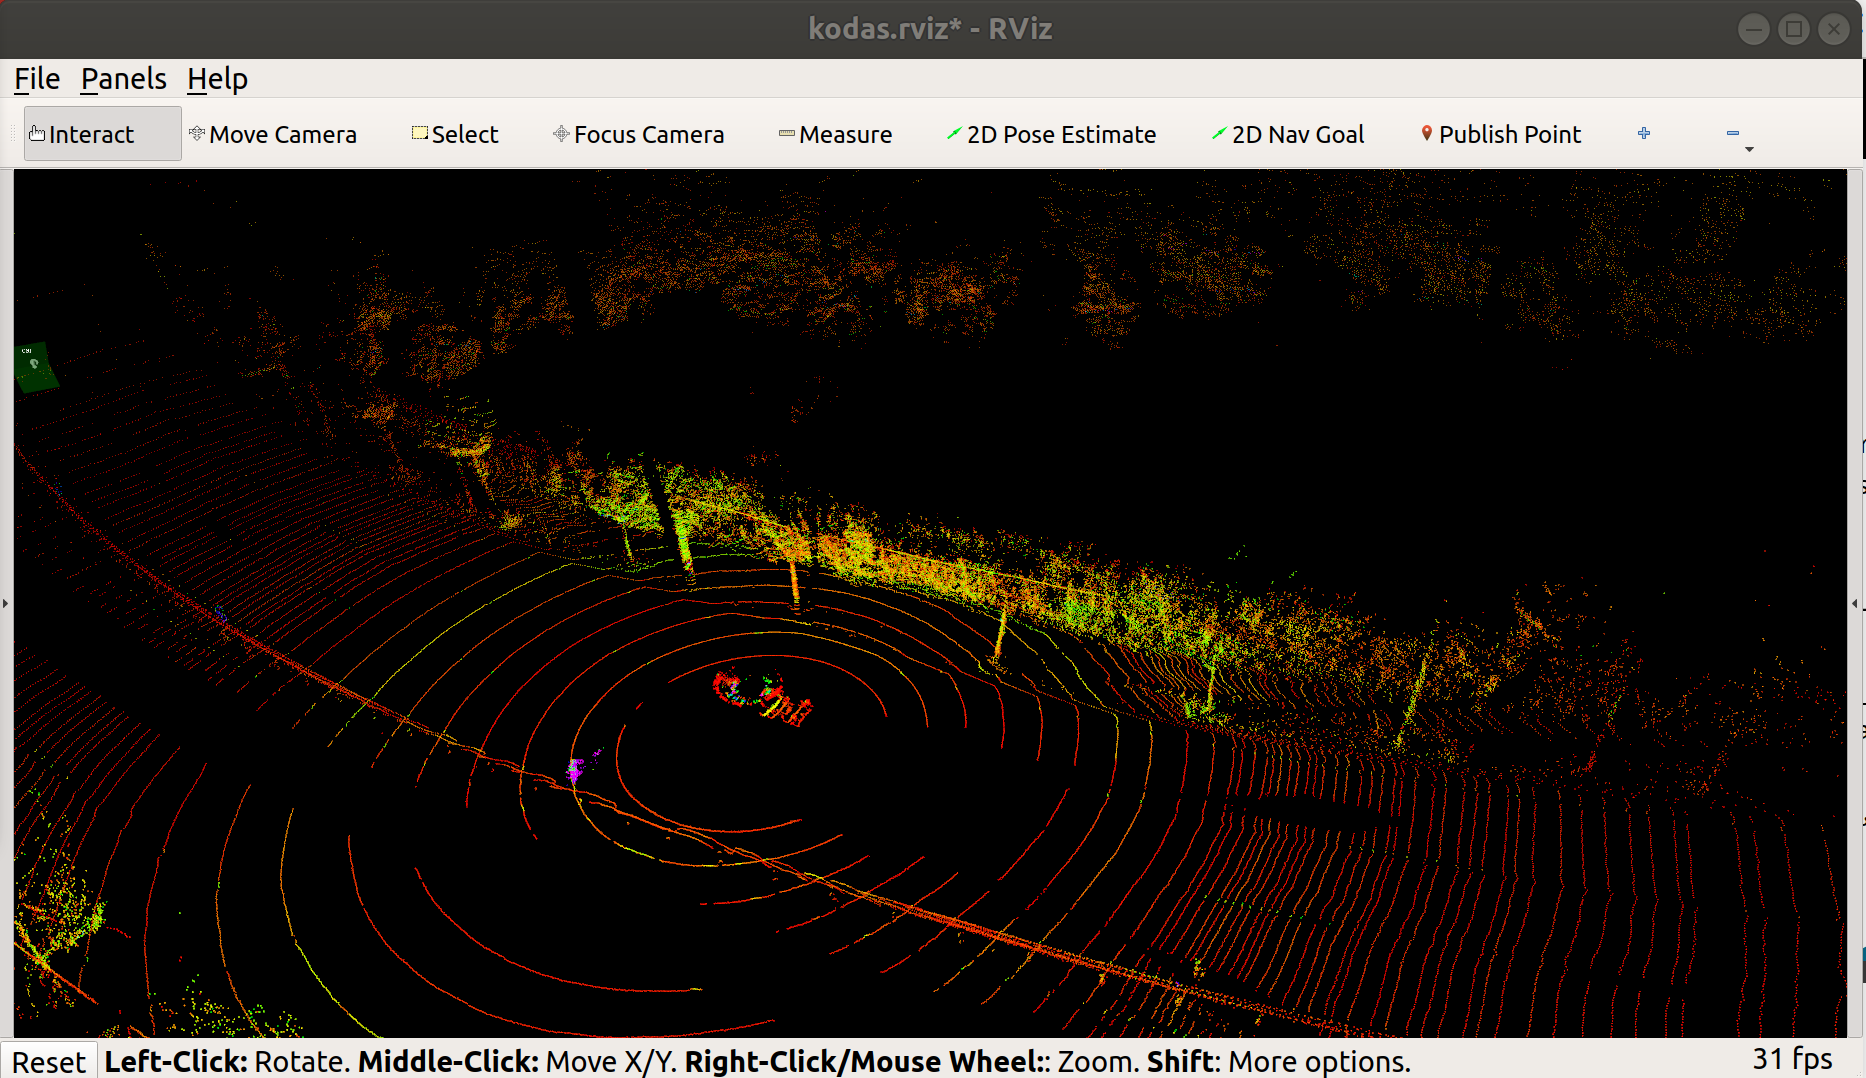 kodas.rviz* - RViz
File Panels Help
Interact Move Camera Select Focus Camera Measure 2D Pose Estimate 2D Nav Goal Publish Point
Reset Left-Click: Rotate. Middle-Click: Move X/Y. Right-Click/Mouse Wheel:: Zoom. Shift: More options. 31 fps